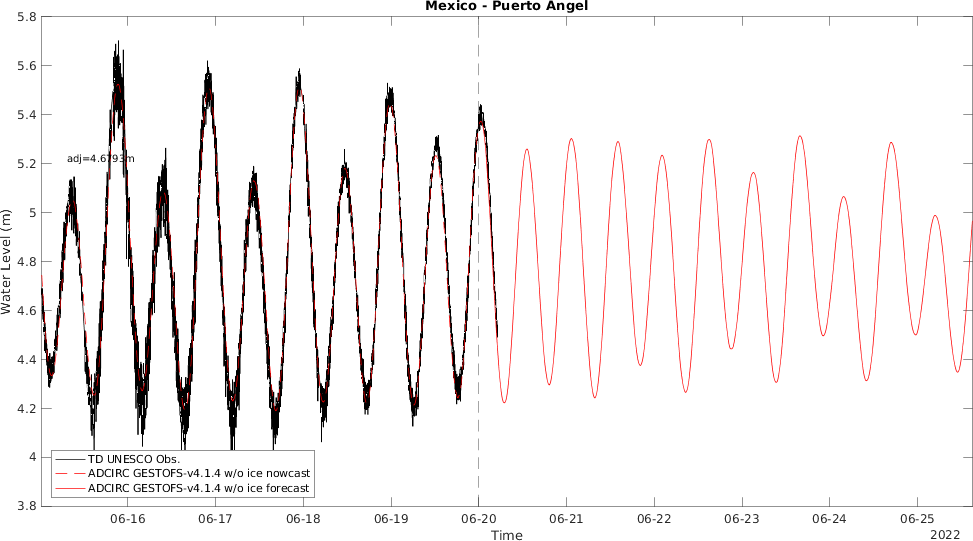 Mexico - Puerto Angel
5.8
5.6
5.4
5.2
5
4.8
4.6
4.4
4.2
4
3.8
Water Level (m)
adj=4.6793m
TD UNESCO Obs.
ADCIRC GESTOFS-v4.1.4 w/o ice nowcast
ADCIRC GESTOFS-v4.1.4 w/o ice forecast
06-16 06-17 06-18 06-19 06-20 06-21 06-22 06-23 06-24 06-25
Time
2022